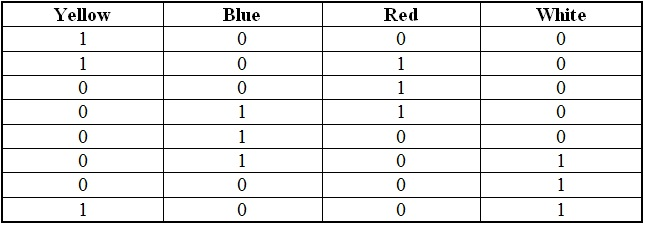 Yellow Blue Red White
1 0 0 0
1 0 1 0
0 0 1 0
0 1 1 0
0 1 0 0
0 1 0 1
0 0 0 1
1 0 0 1